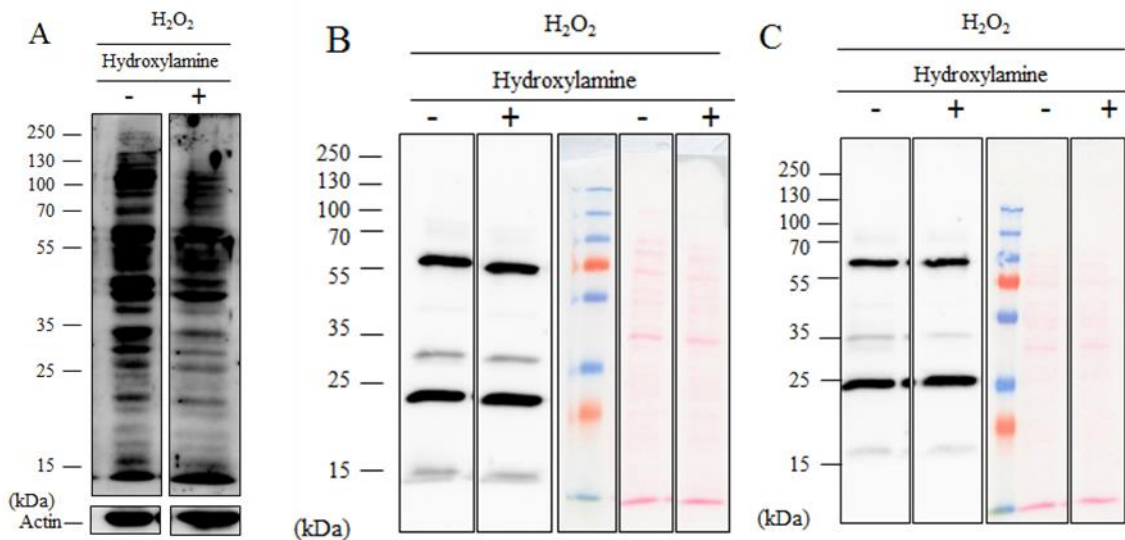 A
H₂O₂
Hydroxylamine
- +
250
130
100
70
55
35
25
15
(kDa)
Actin
B
H₂O₂
Hydroxylamine
- + - +
250
130
100
70
55
35
25
15
(kDa)
C
H₂O₂
Hydroxylamine
- + - +
250
130
100
70
55
35
25
15
(kDa)